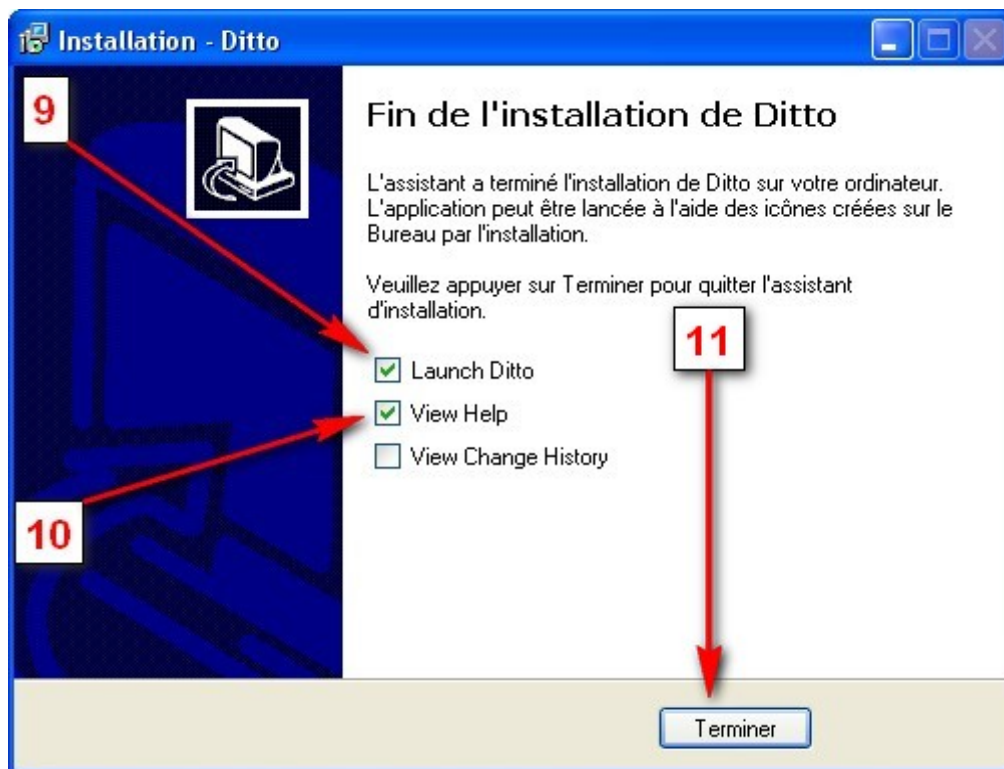 Installation - Ditto
9
Fin de l'installation de Ditto
L'assistant a terminé l'installation de Ditto sur votre ordinateur.
L'application peut être lancée à l'aide des icônes créées sur le
Bureau par l'installation.
Veuillez appuyer sur Terminer pour quitter l'assistant
d'installation.
11
Launch Ditto
View Help
View Change History
10
Terminer